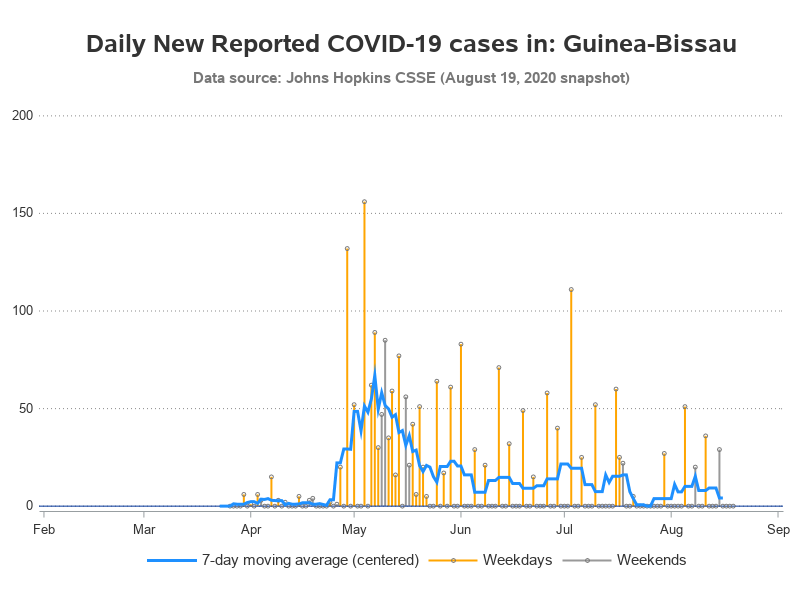 Daily New Reported COVID-19 cases in: Guinea-Bissau
Data source: Johns Hopkins CSSE (August 19, 2020 snapshot)
200
150
100
50
0
Feb Mar Apr May Jun Jul Aug Sep
7-day moving average (centered) Weekdays Weekends